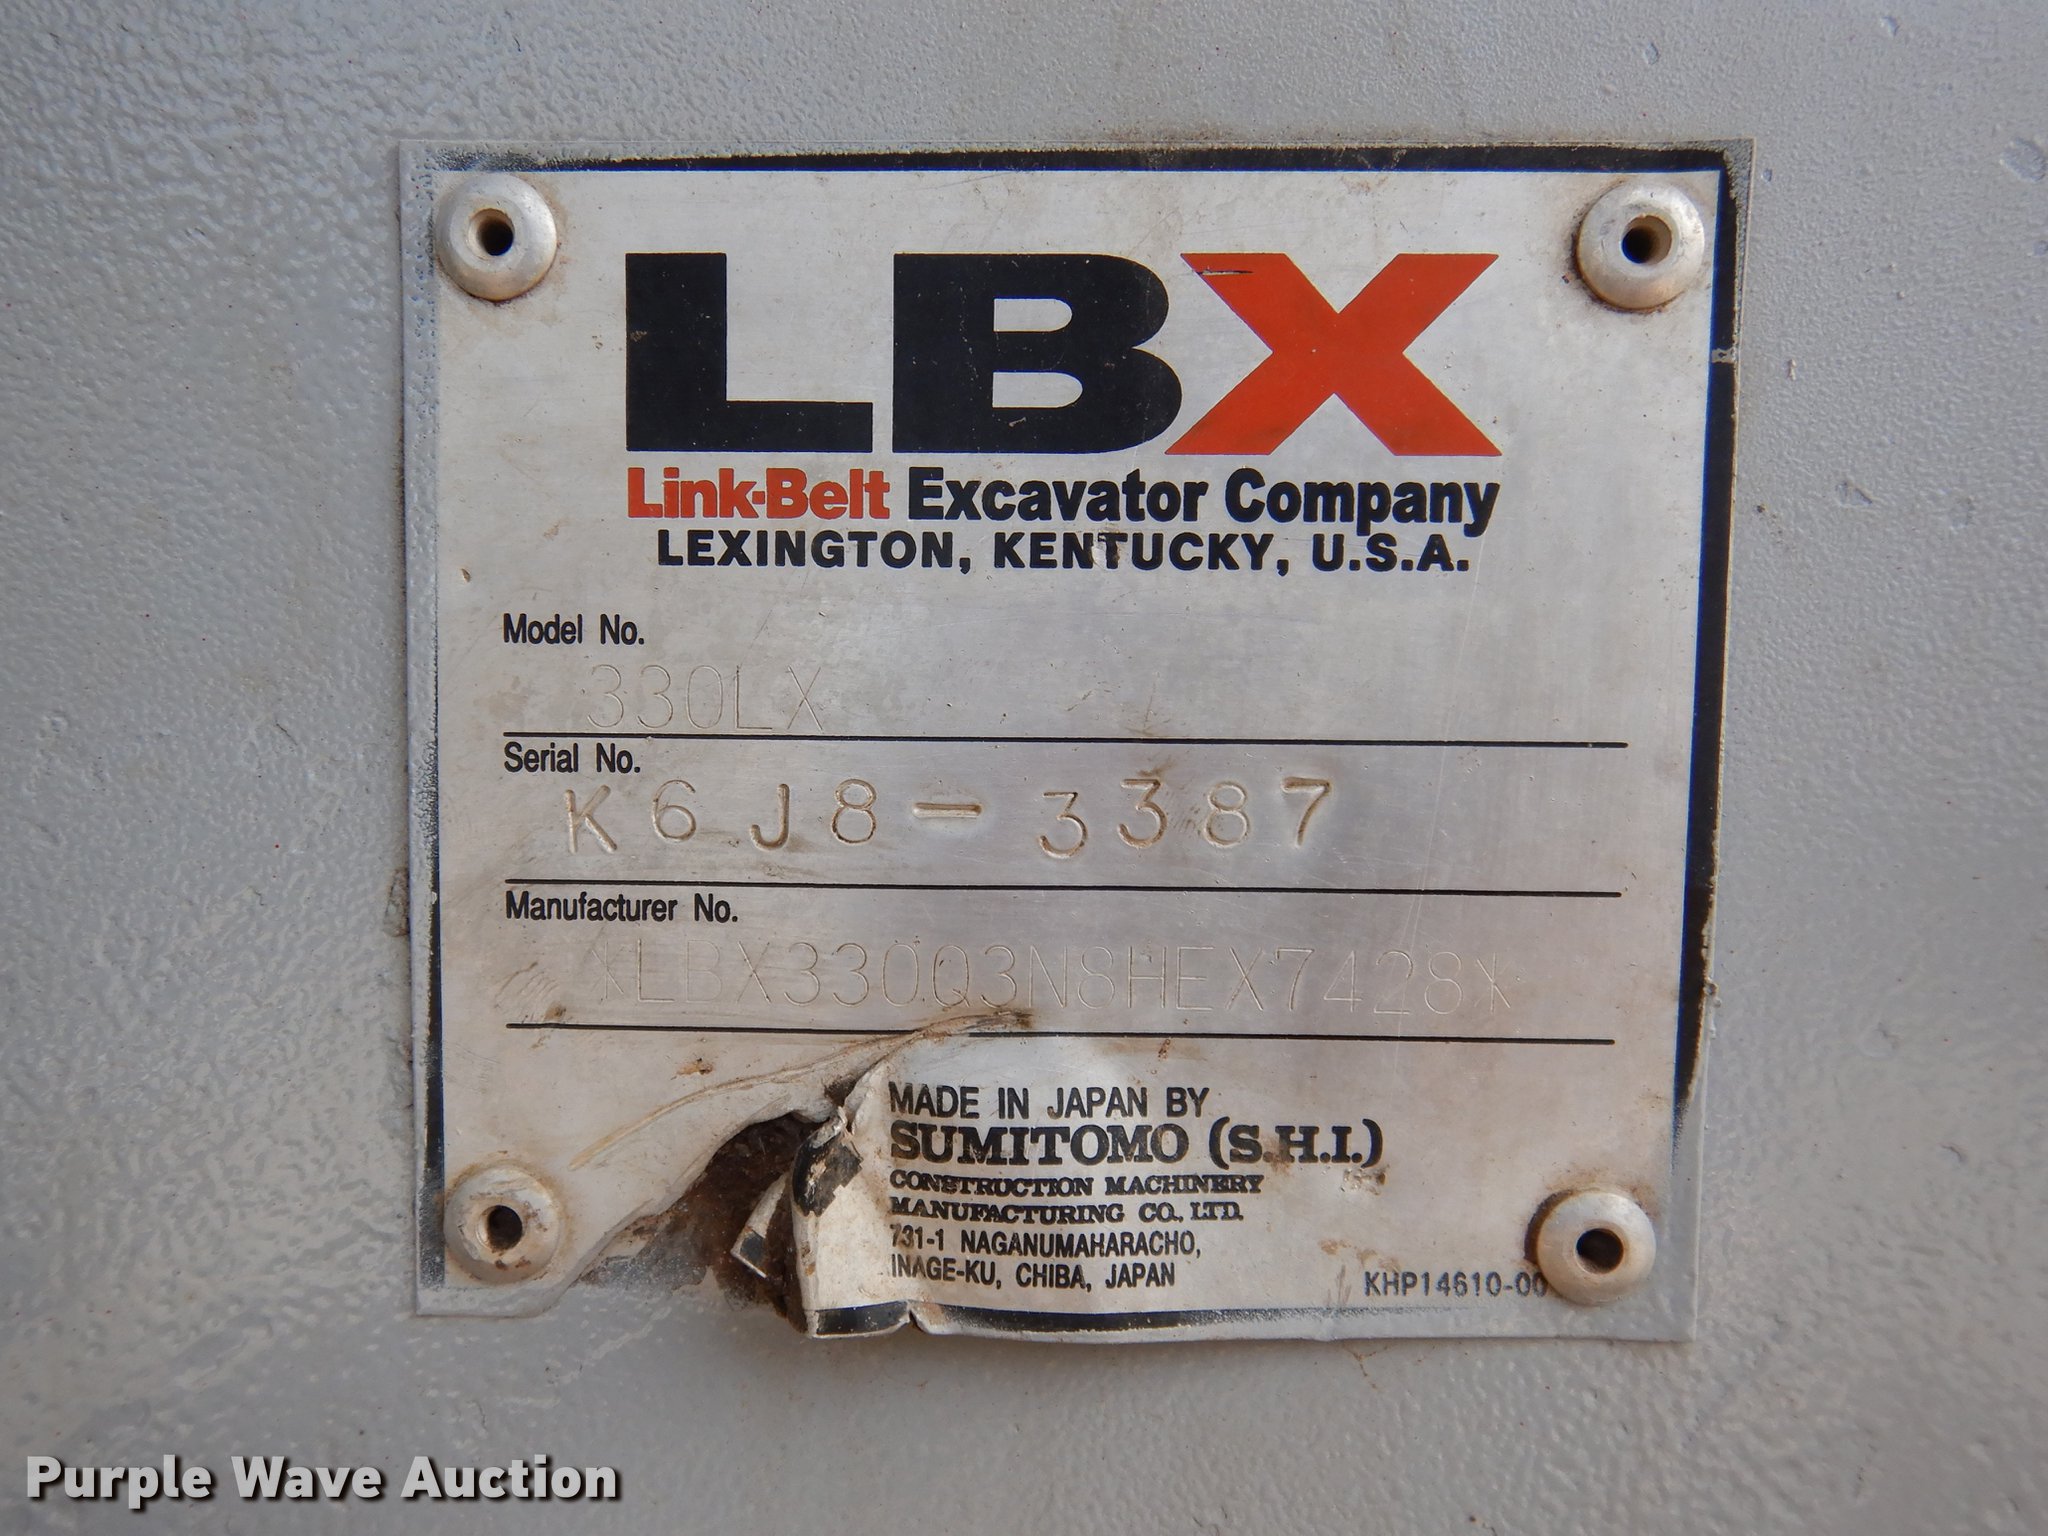 LBX
Link-Belt Excavator Company
LEXINGTON, KENTUCKY, U.S.A.
Model No.
330LX
Serial No.
K6J8-3387
Manufacturer No.
*LBX330Q3N8HEX7428*
MADE IN JAPAN BY
SUMITOMO (S.H.I.)
CONSTRUCTION MACHINERY
MANUFACTURING CO., LTD.
731-1 NAGANUMAHARACHO,
INAGE-KU, CHIBA, JAPAN
KHP14610-00
Purple Wave Auction